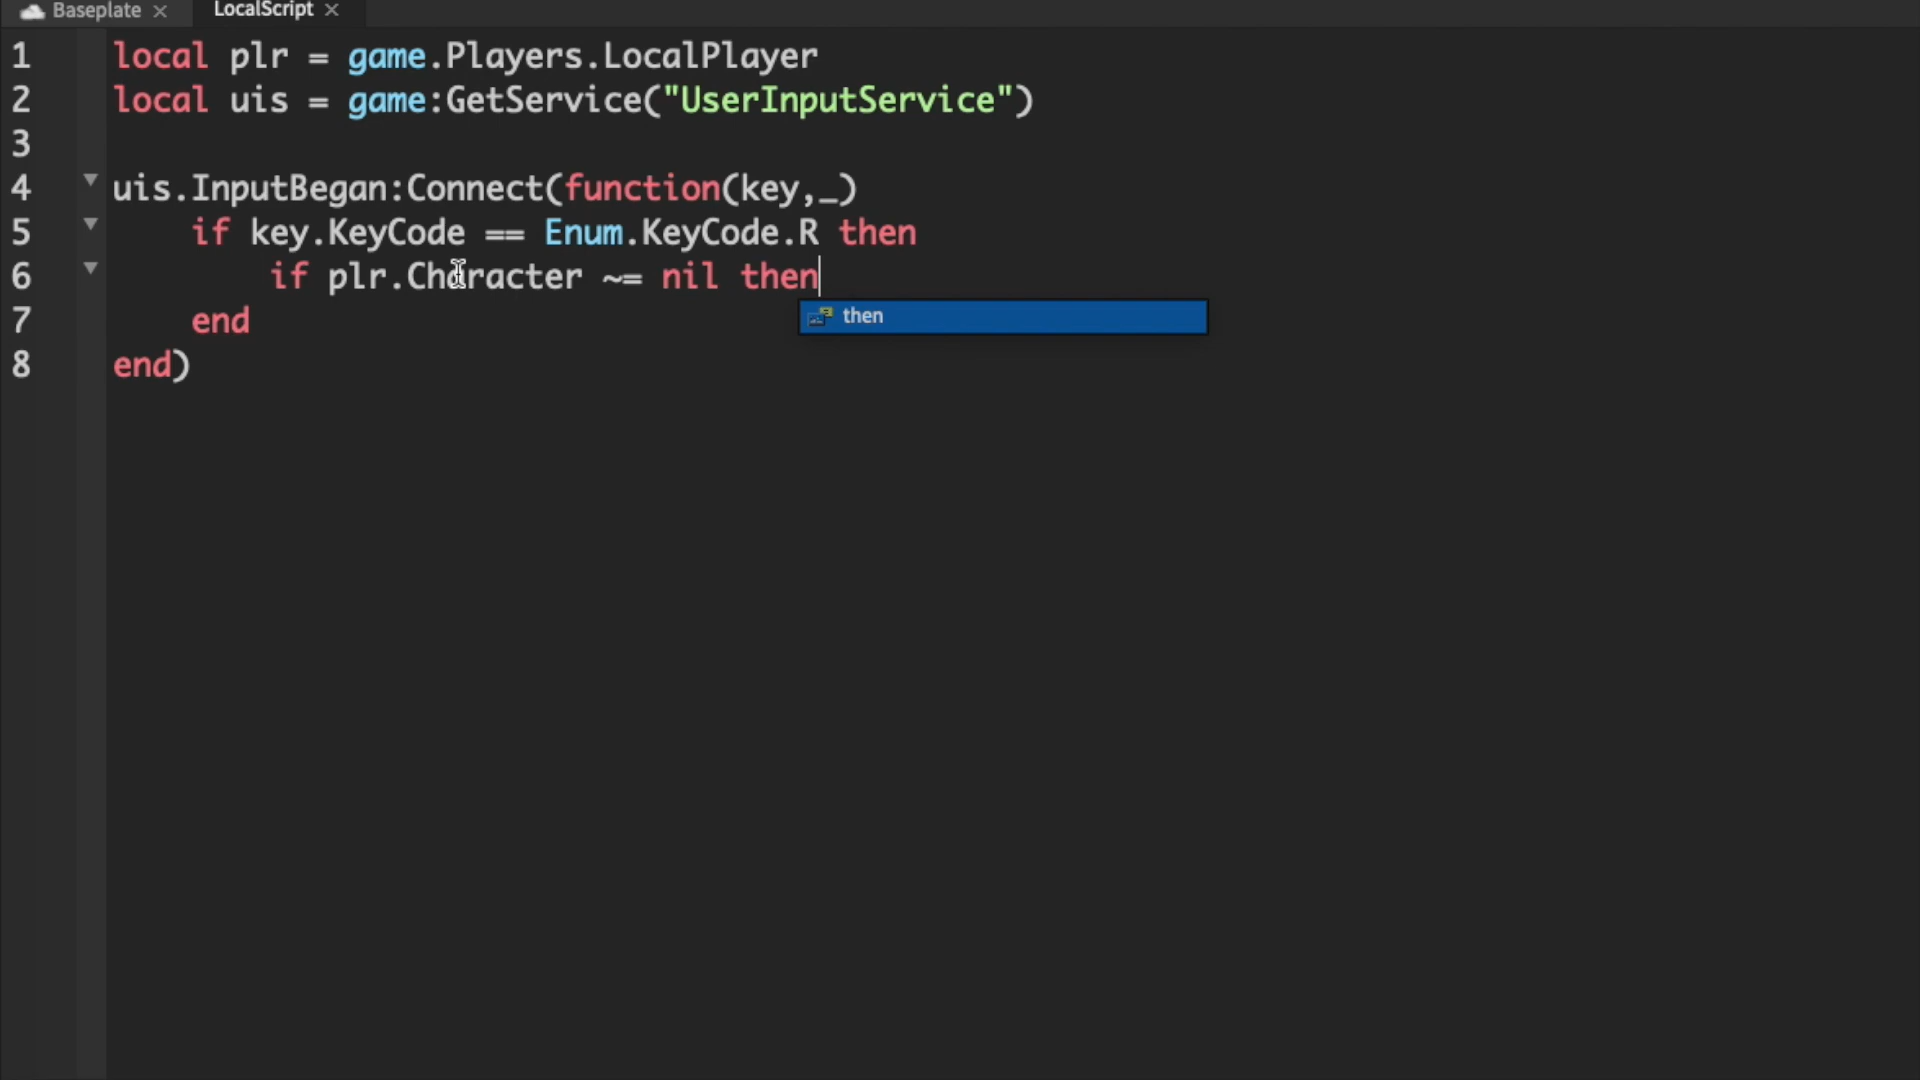 Baseplate × LocalScript ×
1 local plr = game.Players.LocalPlayer
2 local uis = game:GetService("UserInputService")
3
4 uis.InputBegan:Connect(function(key,_)
5 if key.KeyCode == Enum.KeyCode.R then
6 if plr.Character ~= nil then
then
7 end
8 end)